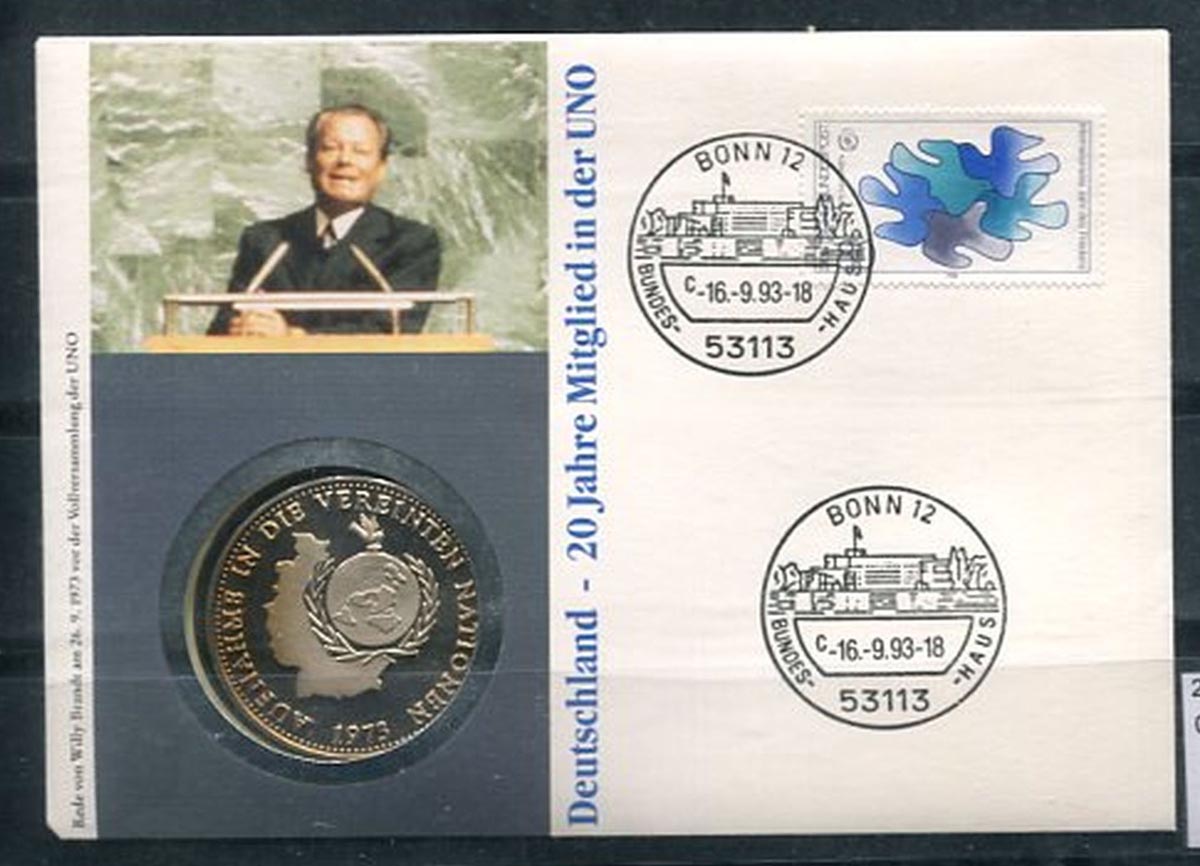 Rede von Willy Brandt am 26. 9. 1973 vor der Vollversammlung der UNO
AUFNAHME IN DIE VEREINTEN NATIONEN
1973
Deutschland - 20 Jahre Mitglied in der UNO
BONN 12
C-16.-9.93-18
BUNDES-
-HAUS
53113
BONN 12
C-16.-9.93-18
BUNDES-
-HAUS
53113